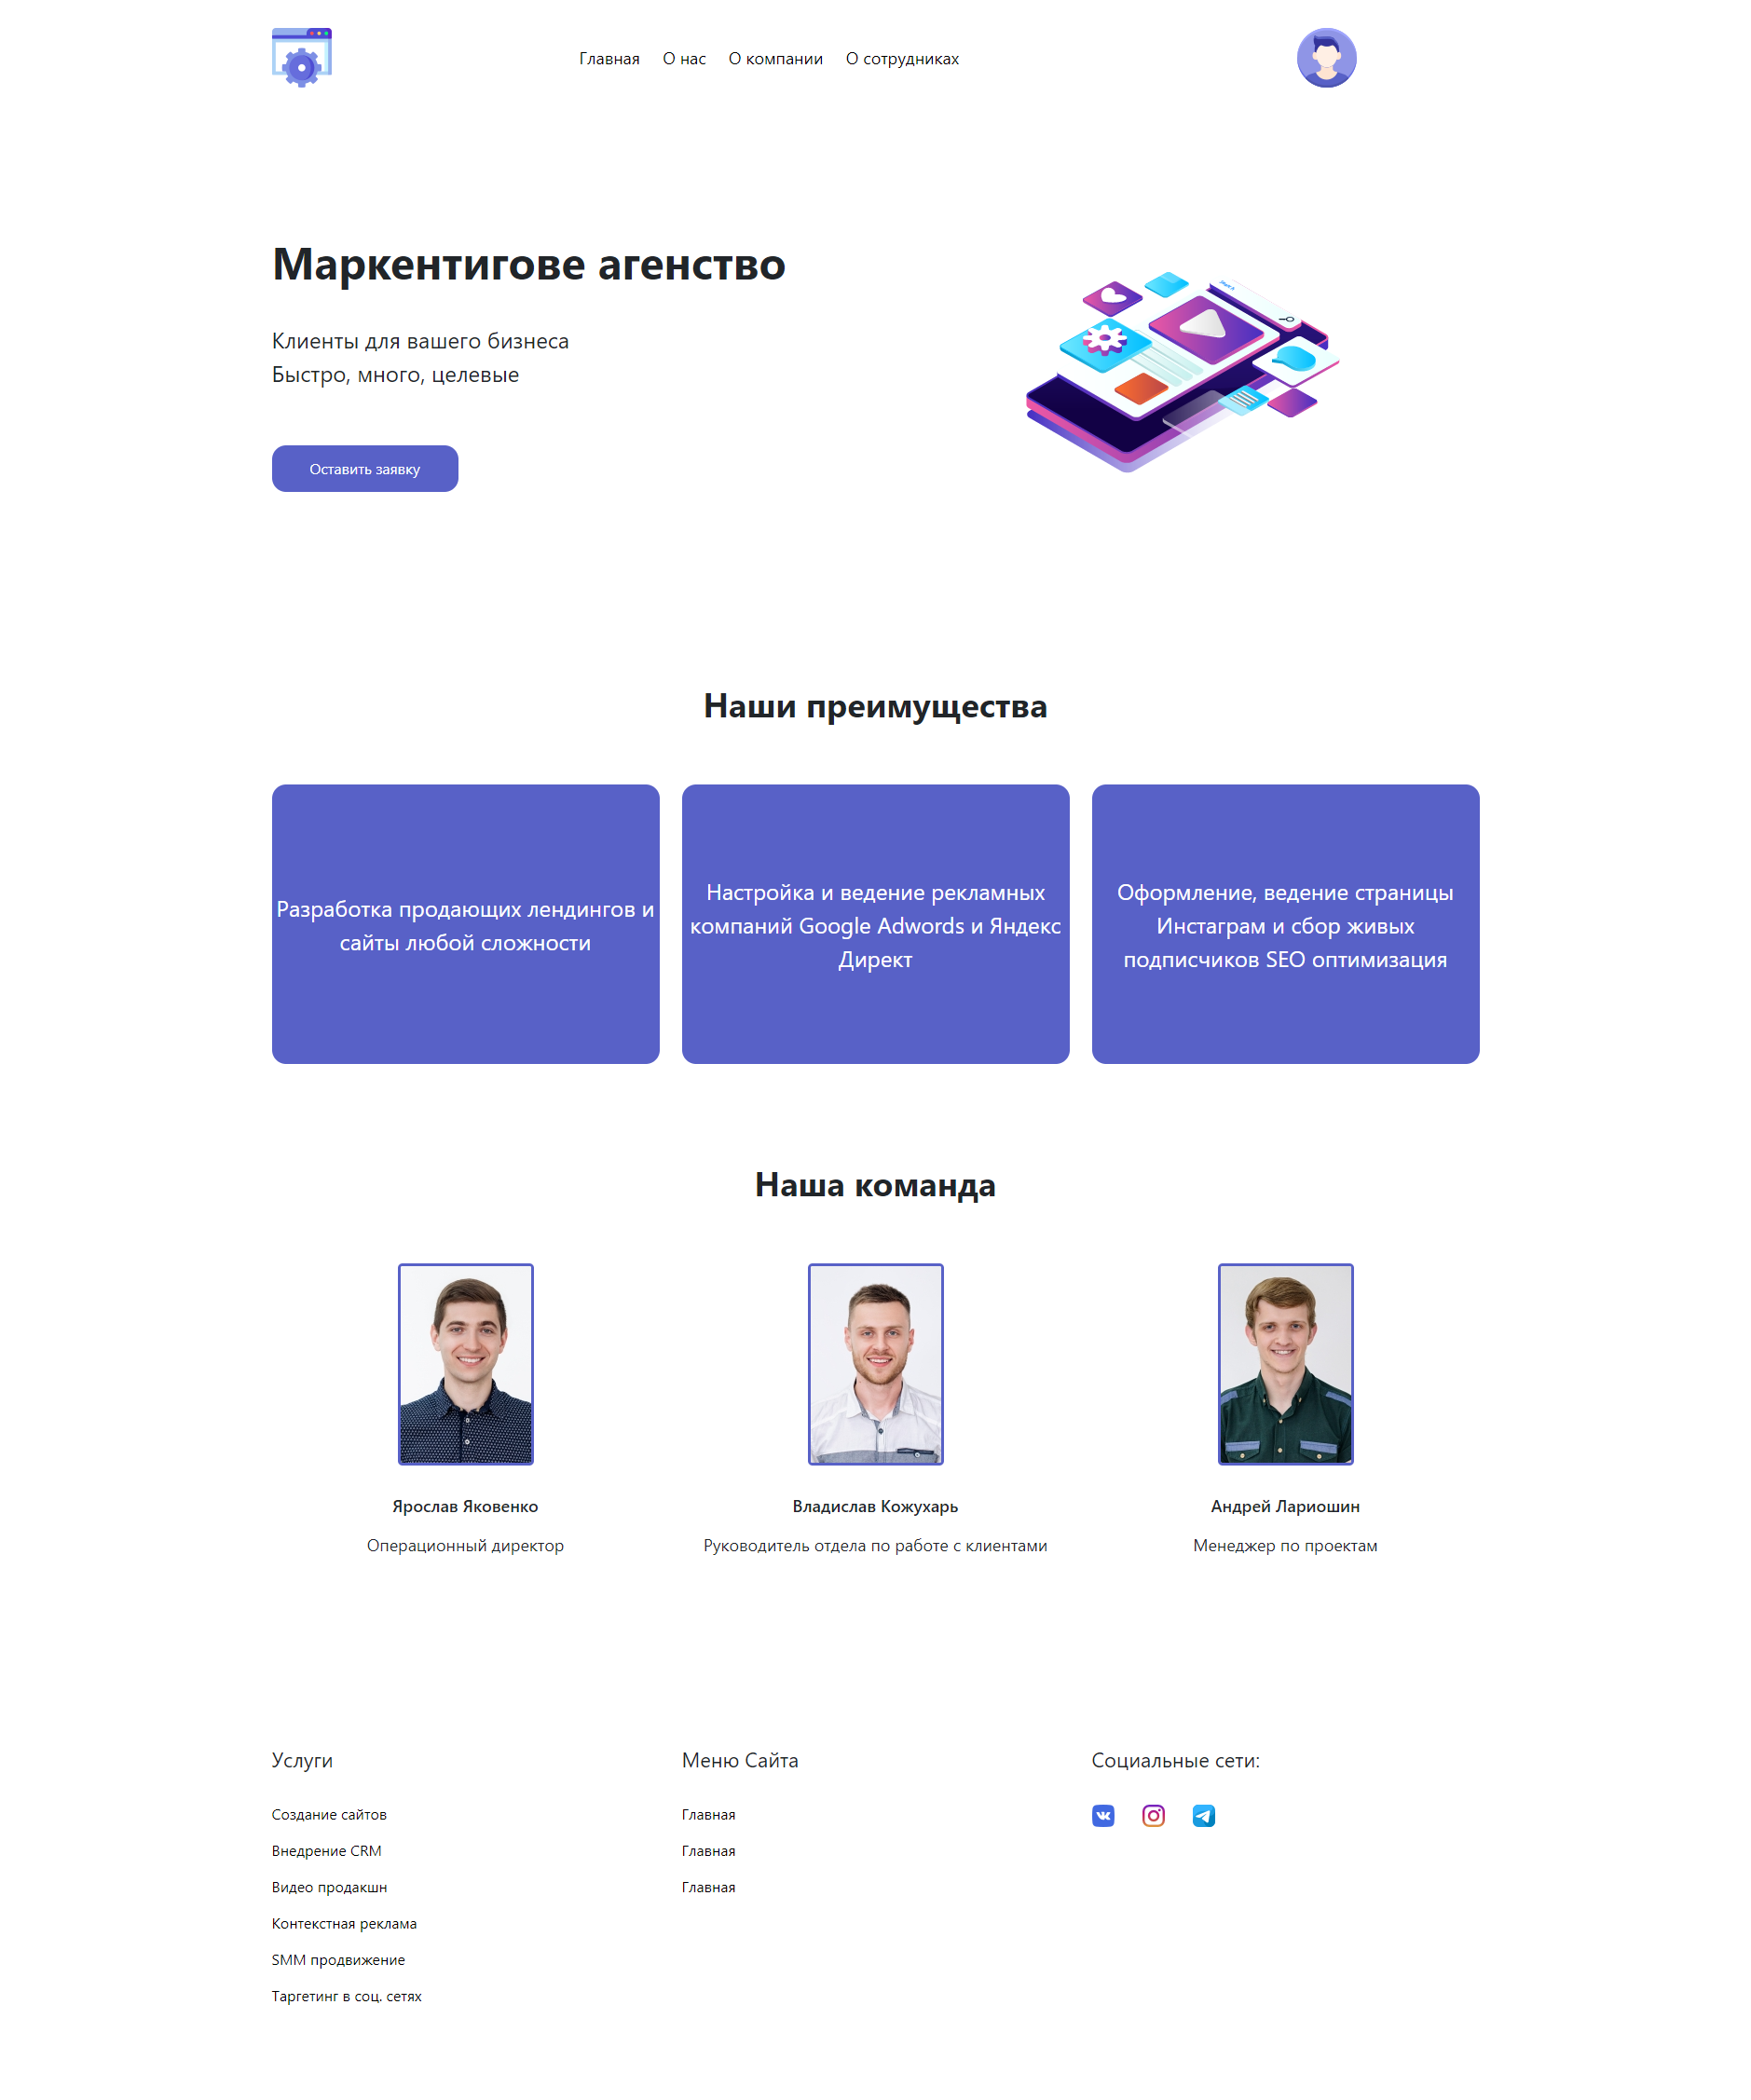 Главная О нас О компании О сотрудниках
Маркентигове агенство
Клиенты для вашего бизнеса
Быстро, много, целевые
Оставить заявку
Наши преимущества
Разработка продающих лендингов и
сайты любой сложности
Настройка и ведение рекламных
компаний Google Adwords и Яндекс
Директ
Оформление, ведение страницы
Инстаграм и сбор живых
подписчиков SEO оптимизация
Наша команда
Ярослав Яковенко
Операционный директор
Владислав Кожухарь
Руководитель отдела по работе с клиентами
Андрей Лариошин
Менеджер по проектам
Услуги
Создание сайтов
Внедрение CRM
Видео продакшн
Контекстная реклама
SMM продвижение
Таргетинг в соц. сетях
Меню Сайта
Главная
Главная
Главная
Социальные сети: